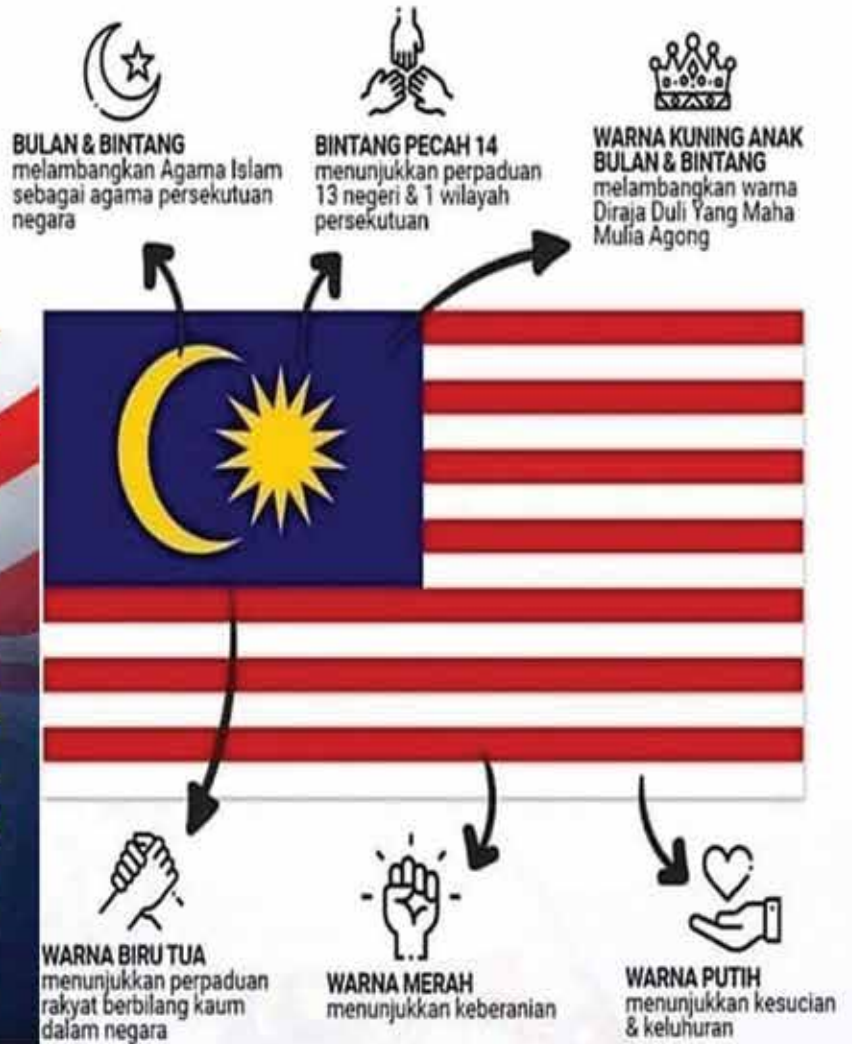 BULAN & BINTANG
melambangkan Agama Islam
sebagai agama persekutuan
negara
BINTANG PECAH 14
menunjukkan perpaduan
13 negeri & 1 wilayah
persekutuan
WARNA KUNING ANAK
BULAN & BINTANG
melambangkan warna
Diraja Duli Yang Maha
Mulia Agong
WARNA BIRU TUA
menunjukkan perpaduan
rakyat berbilang kaum
dalam negara
WARNA MERAH
menunjukkan keberanian
WARNA PUTIH
menunjukkan kesucian
& keluhuran